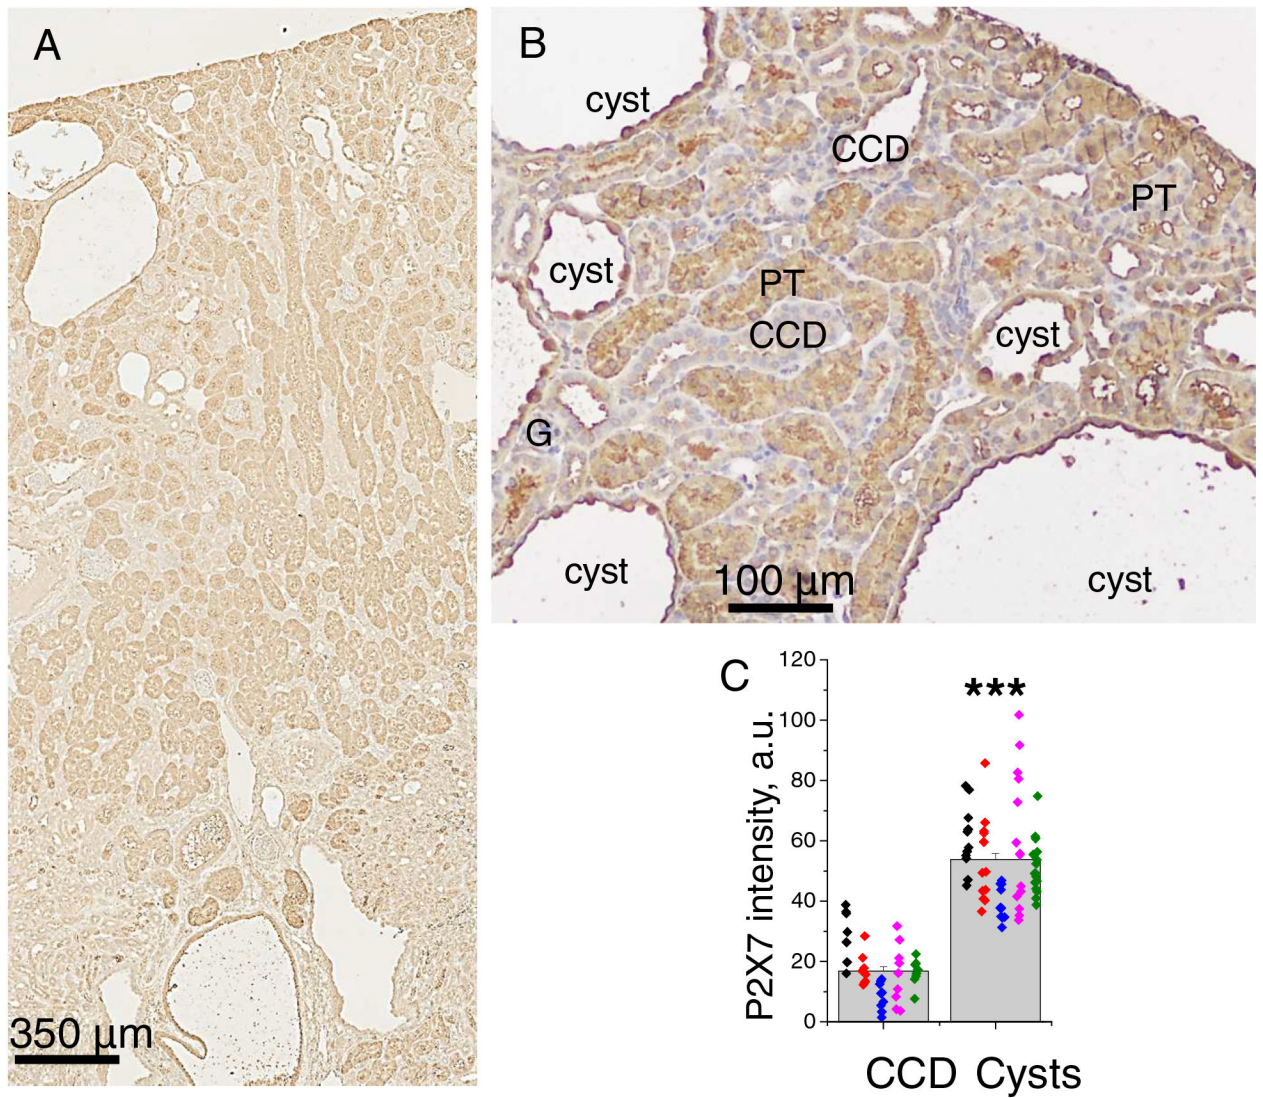 A
350 µm
B
cyst
CCD
PT
cyst
PT
CCD
cyst
G
cyst
cyst
100 µm
C
***
P2X7 intensity, a.u.
120
100
80
60
40
20
0
CCD Cysts